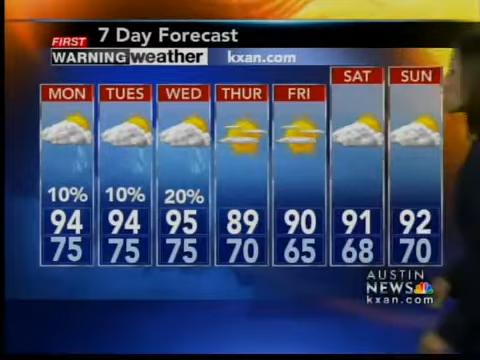 7 Day Forecast
FIRST
WARNING weather
kxan.com
MON TUES WED THUR FRI SAT SUN
10% 10% 20%
94 94 95 89 90 91 92
75 75 75 70 65 68 70
AUSTIN
NEWS
kxan.com